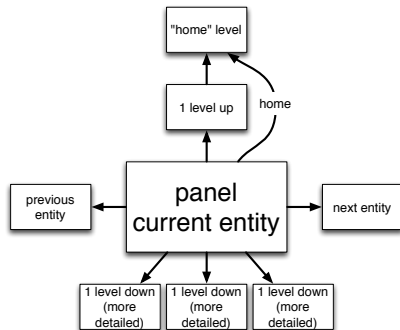 "home" level
home
1 level up
panel
current entity
previous
entity
next entity
1 level down
(more
detailed)
1 level down
(more
detailed)
1 level down
(more
detailed)